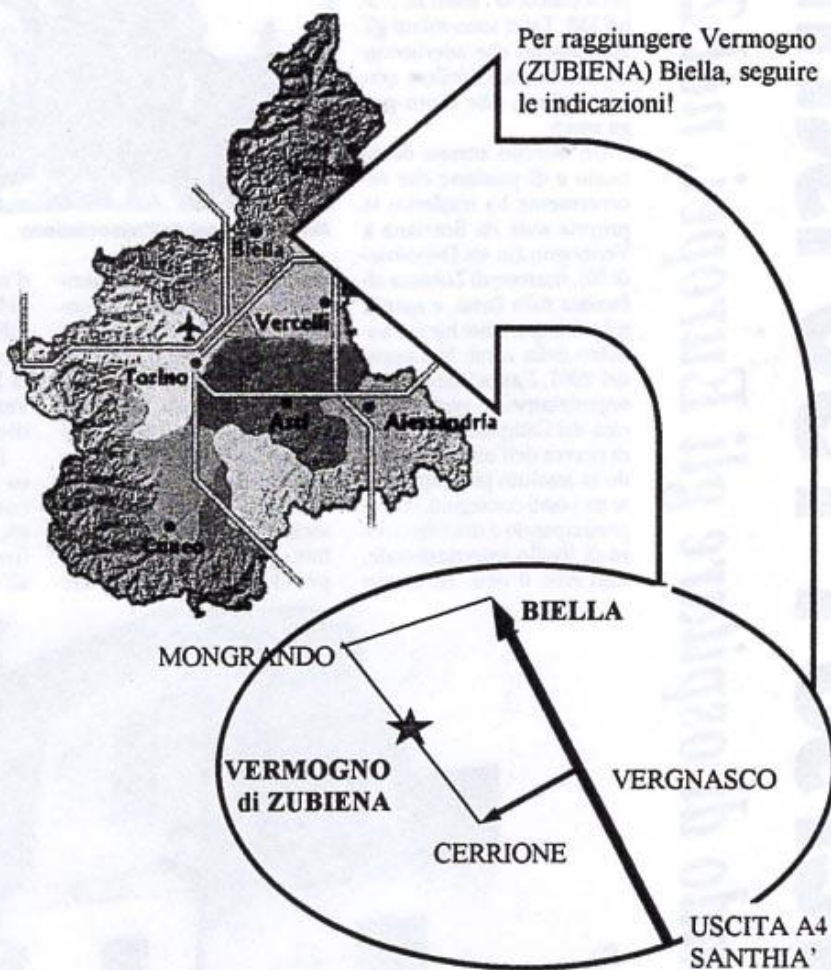 Per raggiungere Vermogno
(ZUBIENA) Biella, seguire
le indicazioni!
Biella
Vercelli
Torino
Asti
Alessandria
Cuneo
BIELLA
MONGRANDO
VERMOGNO
di ZUBIENA
VERGNASCO
CERRIONE
USCITA A4
SANTHIA’